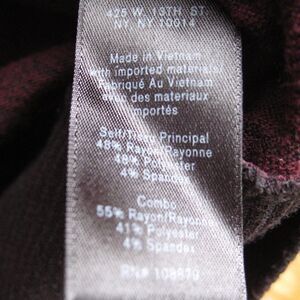 425 W. 13TH ST
NY NY 10014
Made in Vietnam
with imported materials/
Fabriqué Au Vietnam
avec des materiaux
importés
Self/Tissu Principal
48% Rayon/Rayonne
48% Polyester
4% Spandex
Combo
55% Rayon/Rayonne
41% Polyester
4% Spandex
RN#